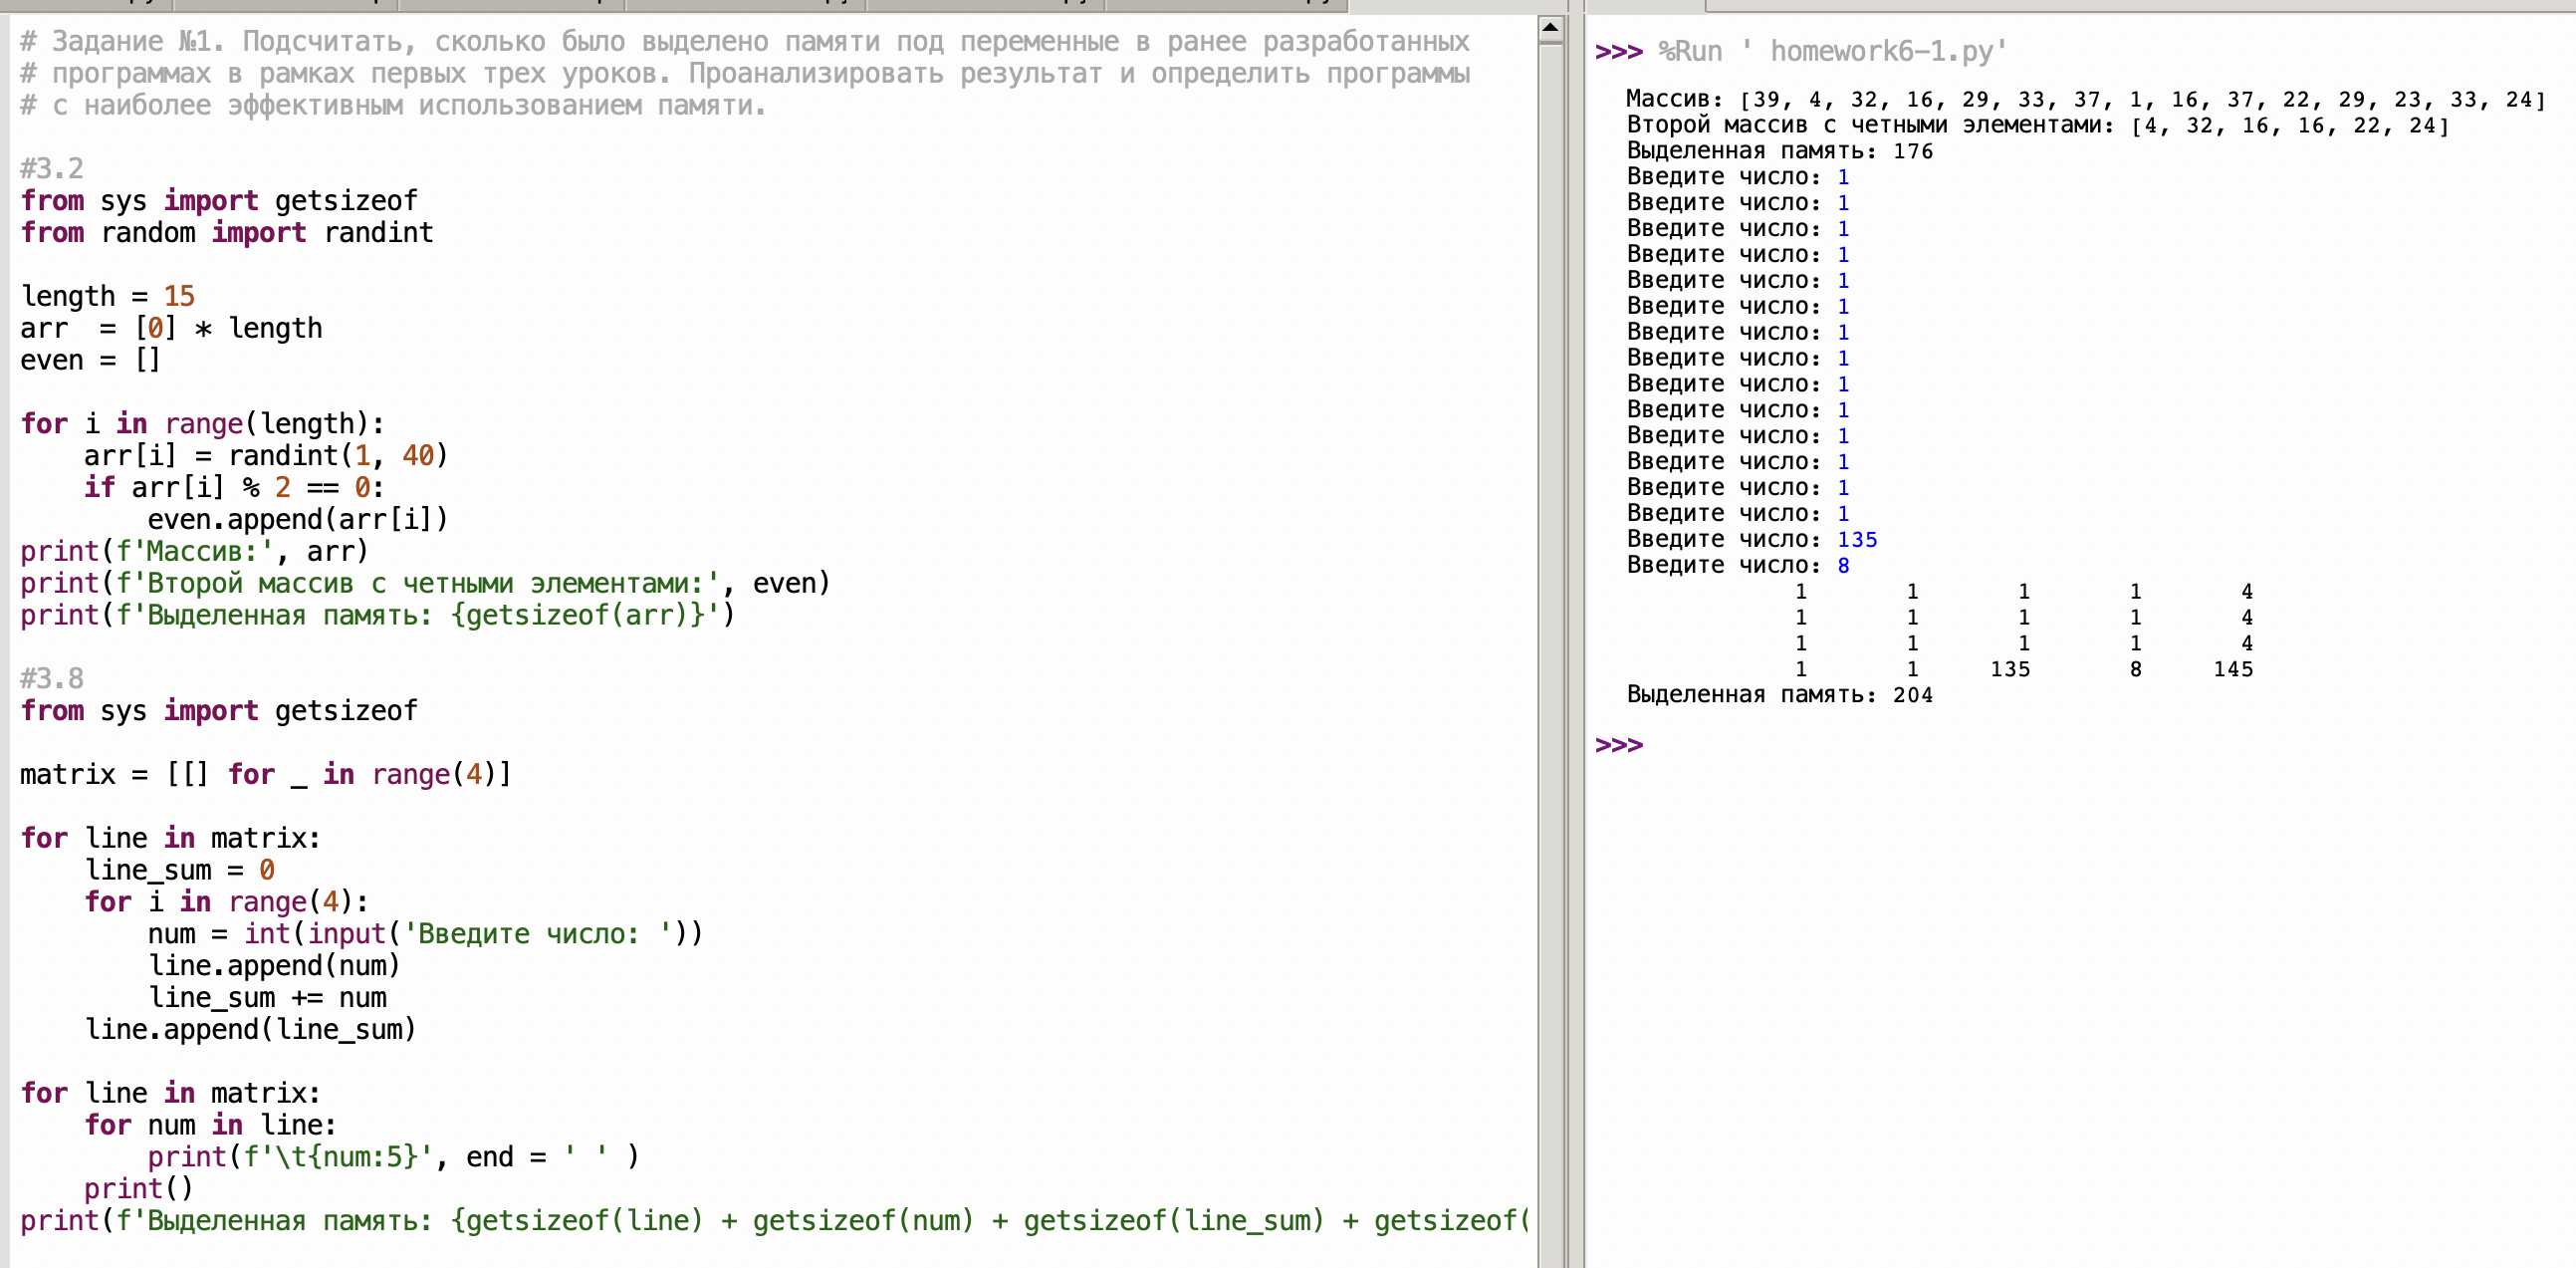 # Задание №1. Подсчитать, сколько было выделено памяти под переменные в ранее разработанных
# программах в рамках первых трех уроков. Проанализировать результат и определить программы
# с наиболее эффективным использованием памяти.
#3.2
from sys import getsizeof
from random import randint
length = 15
arr  = [0] * length
even = []
for i in range(length):
    arr[i] = randint(1, 40)
    if arr[i] % 2 == 0:
        even.append(arr[i])
print(f'Массив:', arr)
print(f'Второй массив с четными элементами:', even)
print(f'Выделенная память: {getsizeof(arr)}')
#3.8
from sys import getsizeof
matrix = [[] for _ in range(4)]
for line in matrix:
    line_sum = 0
    for i in range(4):
        num = int(input('Введите число: '))
        line.append(num)
        line_sum += num
    line.append(line_sum)
for line in matrix:
    for num in line:
        print(f'\t{num:5}', end = ' ' )
    print()
print(f'Выделенная память: {getsizeof(line) + getsizeof(num) + getsizeof(line_sum) + getsizeof(
>>> %Run ' homework6-1.py'
Массив: [39, 4, 32, 16, 29, 33, 37, 1, 16, 37, 22, 29, 23, 33, 24]
Второй массив с четными элементами: [4, 32, 16, 16, 22, 24]
Выделенная память: 176
Введите число: 1
Введите число: 1
Введите число: 1
Введите число: 1
Введите число: 1
Введите число: 1
Введите число: 1
Введите число: 1
Введите число: 1
Введите число: 1
Введите число: 1
Введите число: 1
Введите число: 1
Введите число: 1
Введите число: 135
Введите число: 8
1 1 1 1 4
1 1 1 1 4
1 1 1 1 4
1 1 135 8 145
Выделенная память: 204
>>>